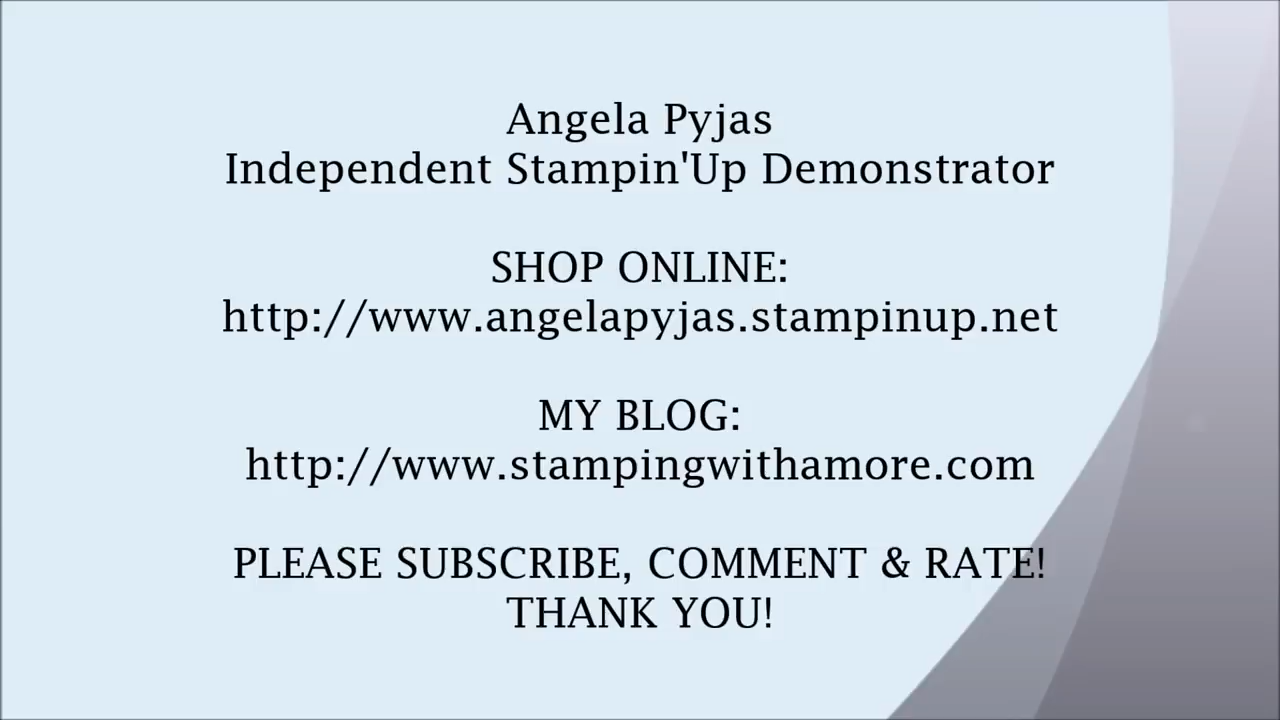 Angela Pyjas
Independent Stampin'Up Demonstrator
SHOP ONLINE:
http://www.angelapyjas.stampinup.net
MY BLOG:
http://www.stampingwithamore.com
PLEASE SUBSCRIBE, COMMENT & RATE!
THANK YOU!